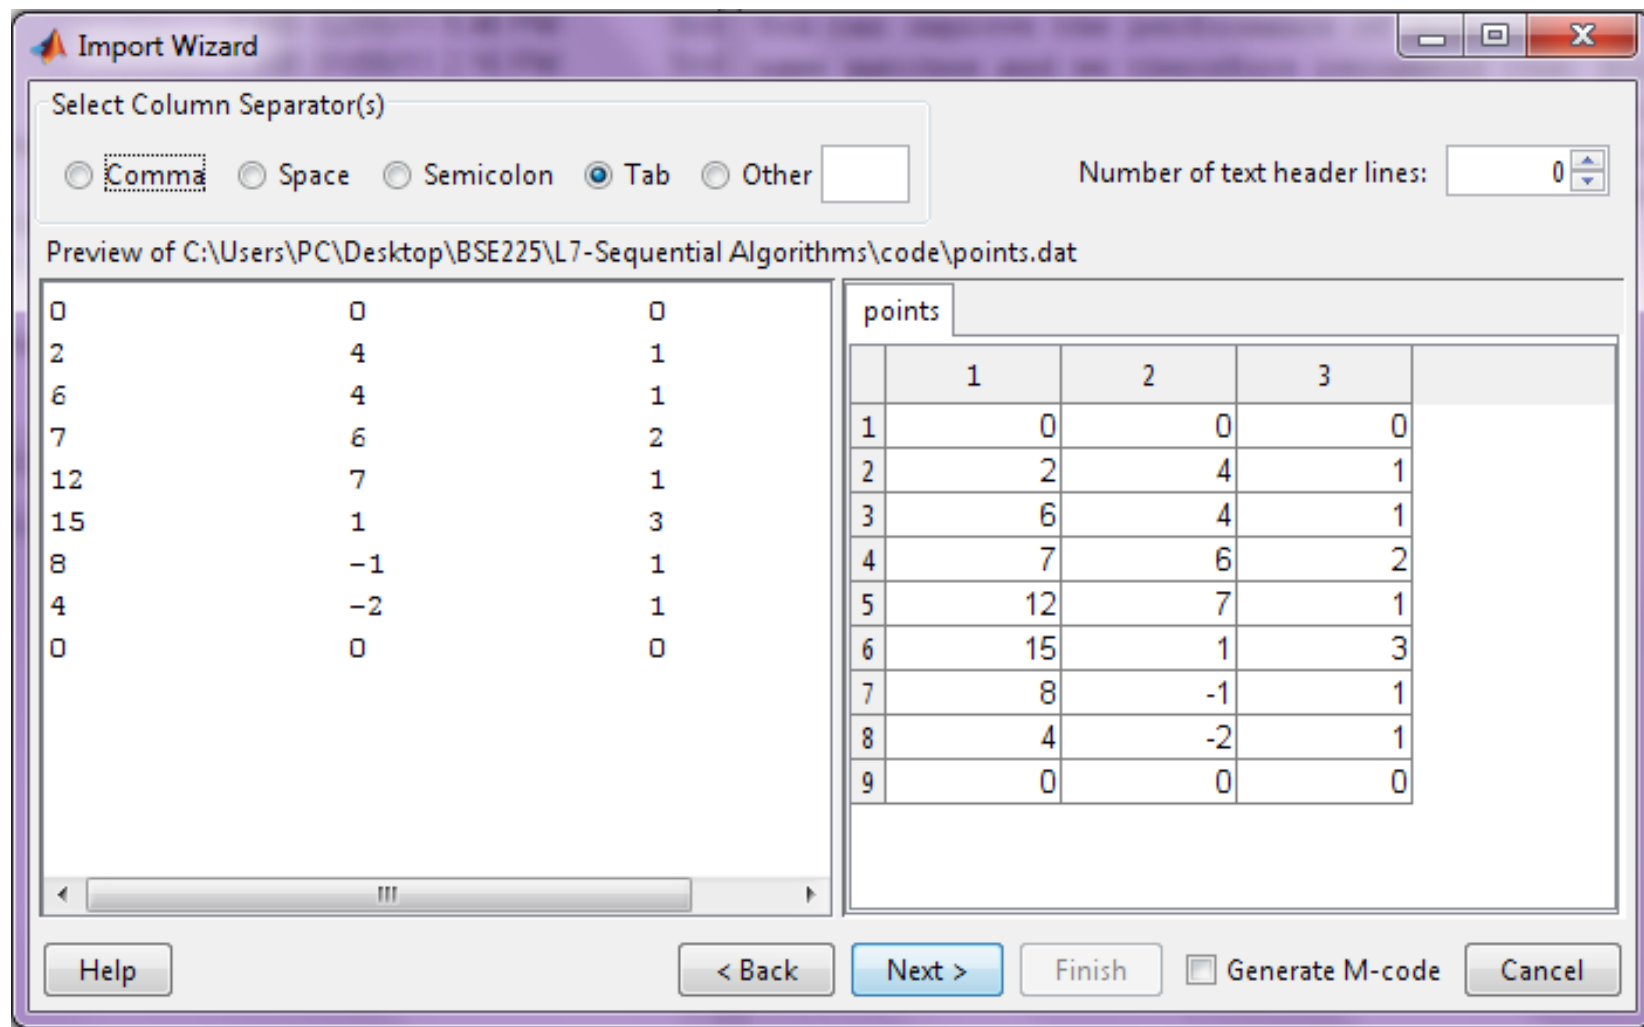 Import Wizard
Select Column Separator(s)
Comma Space Semicolon Tab Other
Number of text header lines: 0
Preview of C:\Users\PC\Desktop\BSE225\L7-Sequential Algorithms\code\points.dat
0 0 0
2 4 1
6 4 1
7 6 2
12 7 1
15 1 3
8 -1 1
4 -2 1
0 0 0
points
1 2 3
1 0 0 0
2 2 4 1
3 6 4 1
4 7 6 2
5 12 7 1
6 15 1 3
7 8 -1 1
8 4 -2 1
9 0 0 0
Help < Back Next > Finish Generate M-code Cancel